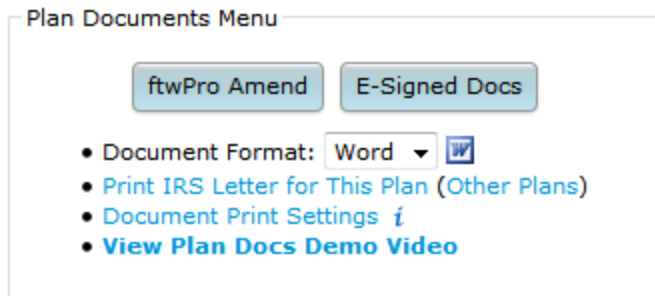 Plan Documents Menu
ftwPro Amend E-Signed Docs
• Document Format: Word
• Print IRS Letter for This Plan (Other Plans)
• Document Print Settings i
• View Plan Docs Demo Video